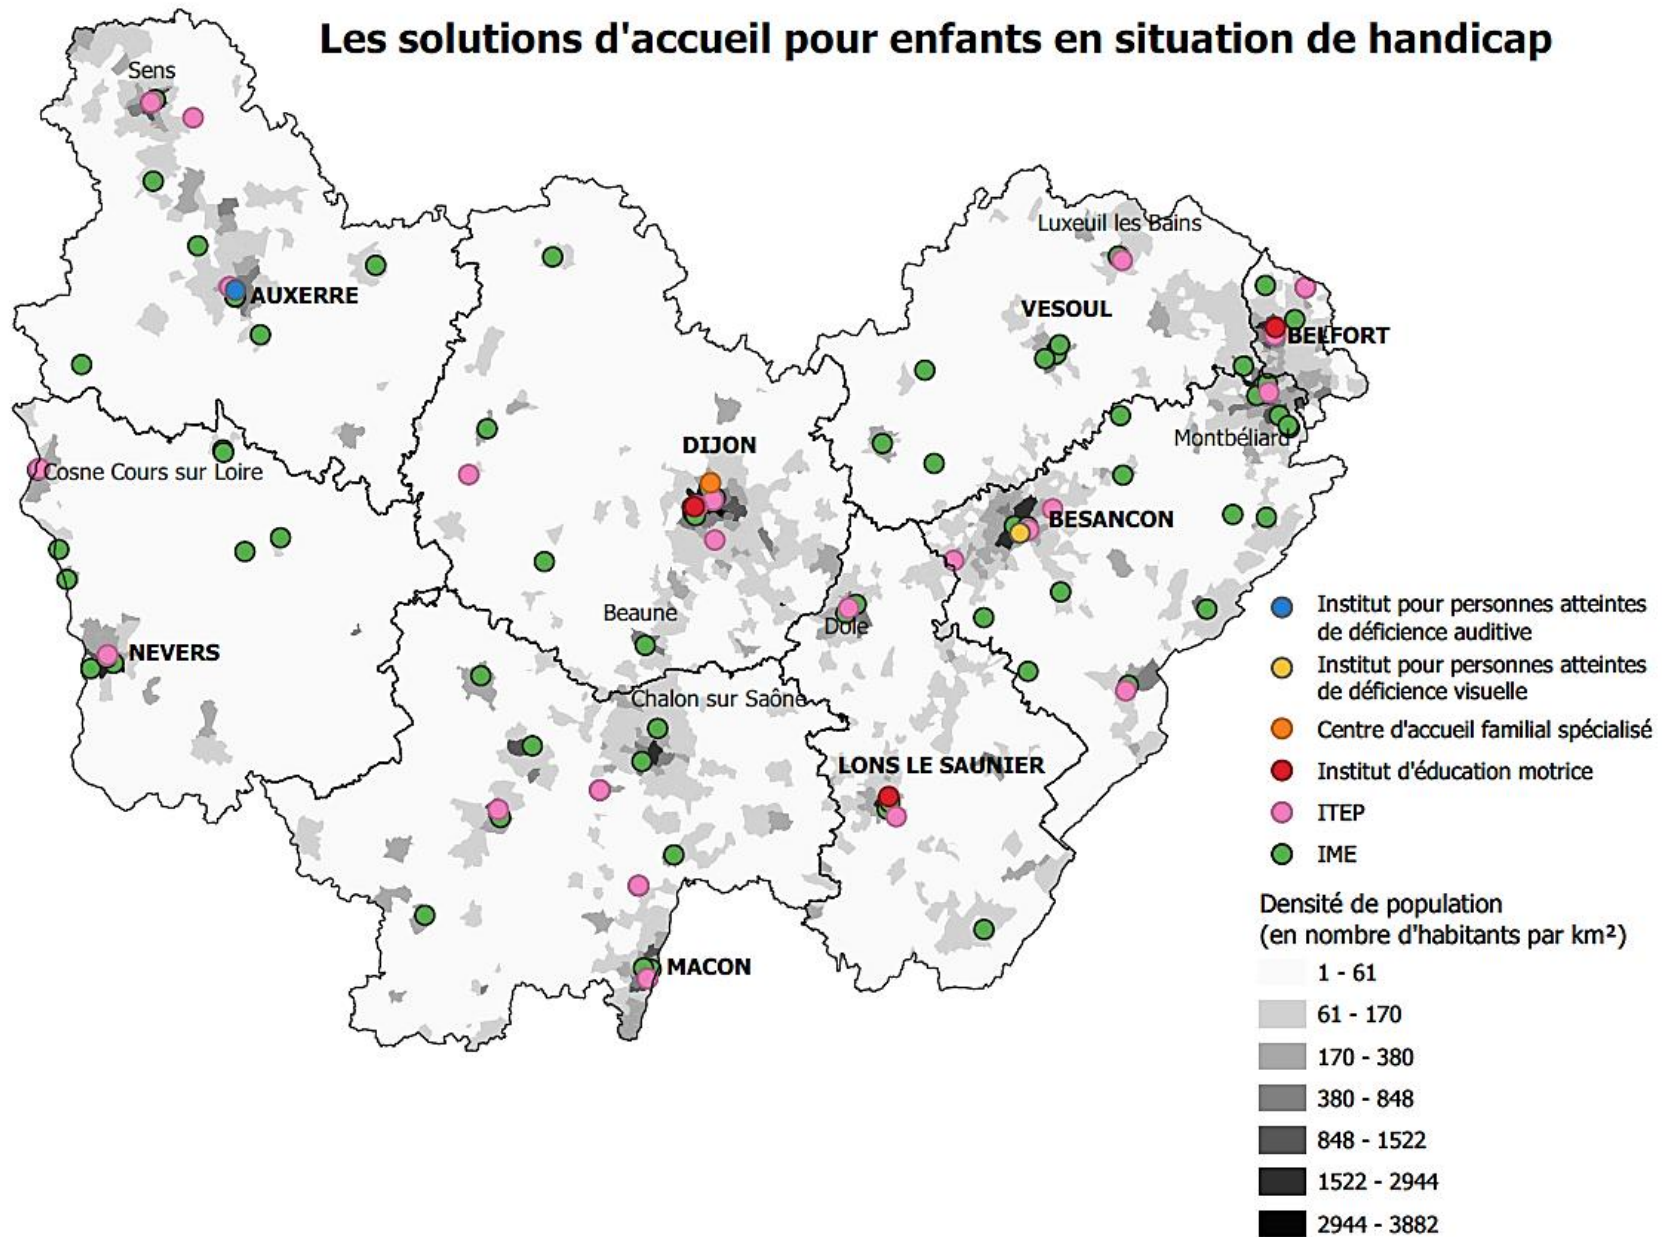 Les solutions d'accueil pour enfants en situation de handicap
Sens
Luxeuil les Bains
AUXERRE
VESOUL
BELFORT
DIJON
Montbéliard
Cosne Cours sur Loire
BESANCON
Beaune
Dole
NEVERS
Chalon sur Saône
LONS LE SAUNIER
MACON
Institut pour personnes atteintes
de déficience auditive
Institut pour personnes atteintes
de déficience visuelle
Centre d'accueil familial spécialisé
Institut d'éducation motrice
ITEP
IME
Densité de population
(en nombre d'habitants par km²)
1 - 61
61 - 170
170 - 380
380 - 848
848 - 1522
1522 - 2944
2944 - 3882